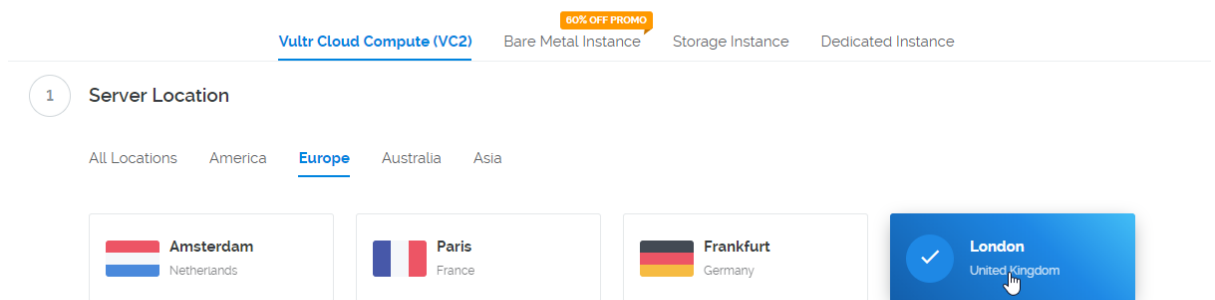 60% OFF PROMO
Vultr Cloud Compute (VC2) Bare Metal Instance Storage Instance Dedicated Instance
1 Server Location
All Locations America Europe Australia Asia
Amsterdam Paris Frankfurt London
Netherlands France Germany United Kingdom